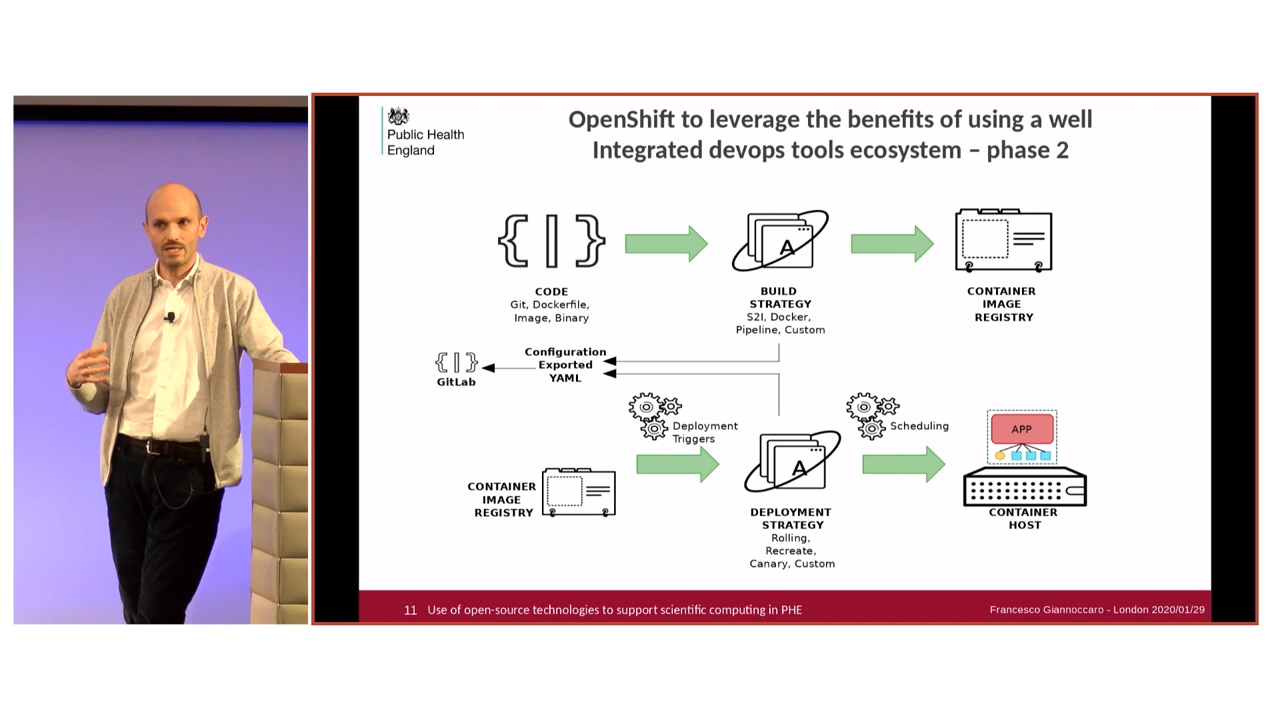 Public Health
England
OpenShift to leverage the benefits of using a well
Integrated devops tools ecosystem – phase 2
{|}
CODE
Git, Dockerfile,
Image, Binary
A
BUILD
STRATEGY
S2I, Docker,
Pipeline, Custom
CONTAINER
IMAGE
REGISTRY
{|}
GitLab
Configuration
Exported
YAML
Deployment
Triggers
Scheduling
APP
CONTAINER
IMAGE
REGISTRY
A
DEPLOYMENT
STRATEGY
Rolling,
Recreate,
Canary, Custom
CONTAINER
HOST
11 Use of open-source technologies to support scientific computing in PHE
Francesco Giannoccaro - London 2020/01/29